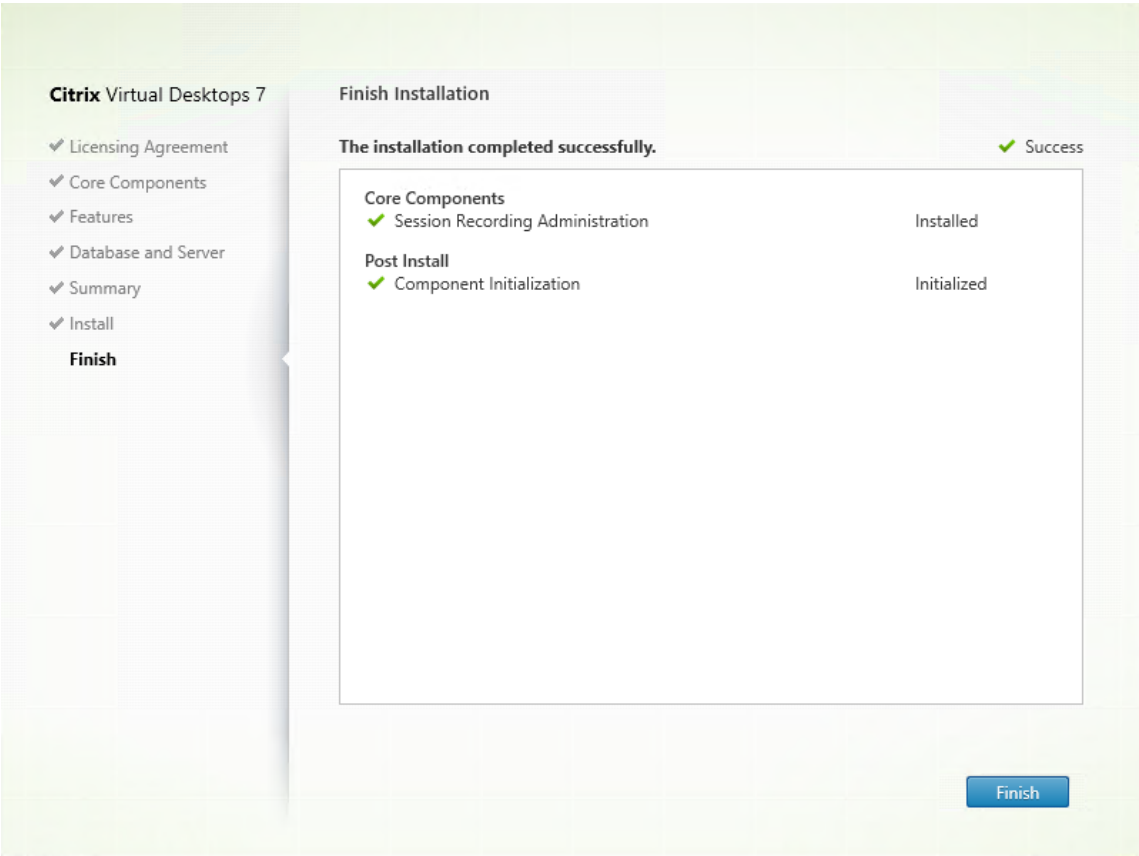 Citrix Virtual Desktops 7
Licensing Agreement
Core Components
Features
Database and Server
Summary
Install
Finish
Finish Installation
The installation completed successfully.
Success
Core Components
Session Recording Administration Installed
Post Install
Component Initialization Initialized
Finish